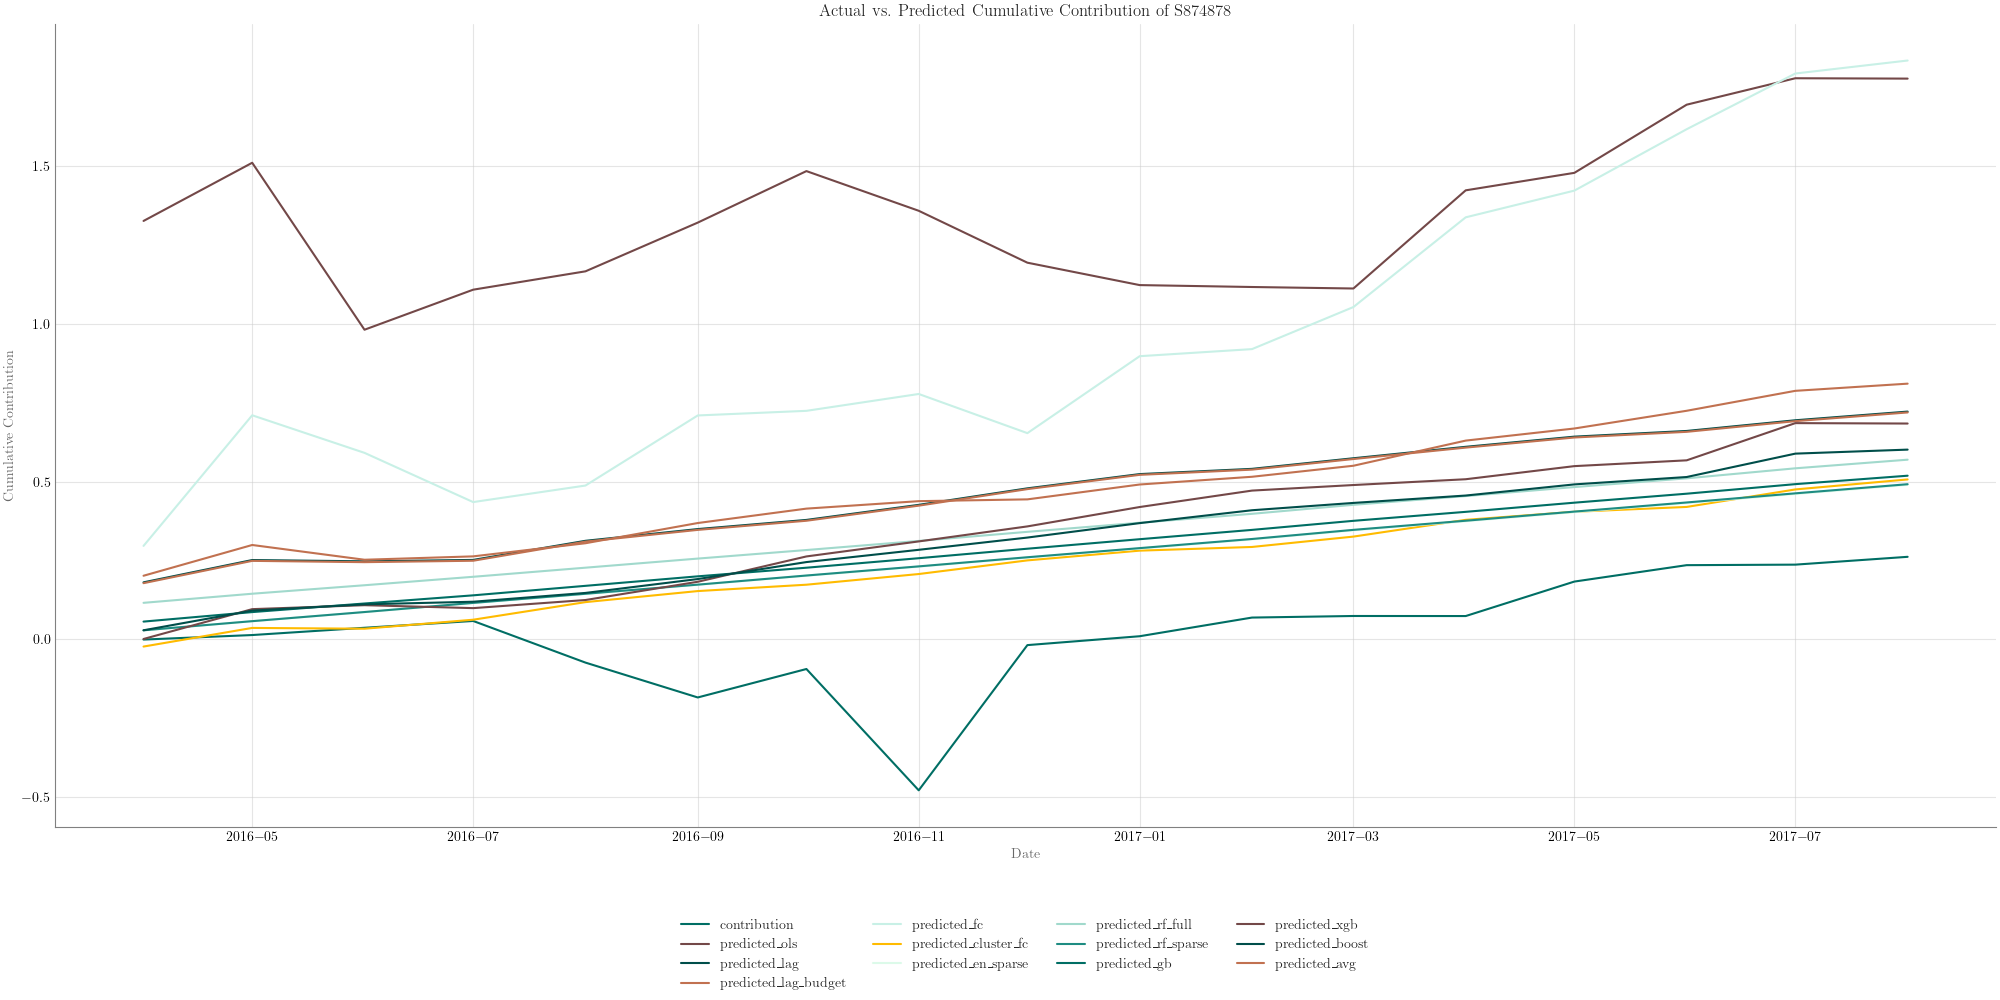 Actual vs. Predicted Cumulative Contribution of S874878
Cumulative Contribution
1.5
1.0
0.5
0.0
−0.5
2016−05 2016−07 2016−09 2016−11 2017−01 2017−03 2017−05 2017−07
Date
contribution predicted_fc predicted_rf_full predicted_xgb
predicted_ols predicted_cluster_fc predicted_rf_sparse predicted_boost
predicted_lag predicted_en_sparse predicted_gb predicted_avg
predicted_lag_budget